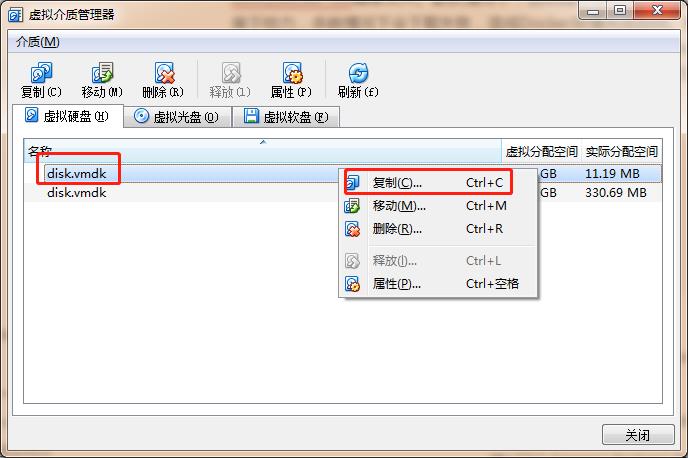 虚拟介质管理器
介质(M)
复制(C) 移动(M) 删除(R) 释放(l) 属性(P) 刷新(f)
虚拟硬盘(H) 虚拟光盘(O) 虚拟软盘(F)
名称 虚拟分配空间 实际分配空间
disk.vmdk GB 11.19 MB
disk.vmdk GB 330.69 MB
复制(C)... Ctrl+C
移动(M)... Ctrl+M
删除(R)... Ctrl+R
释放(l)... Ctrl+L
属性(P)... Ctrl+空格
关闭